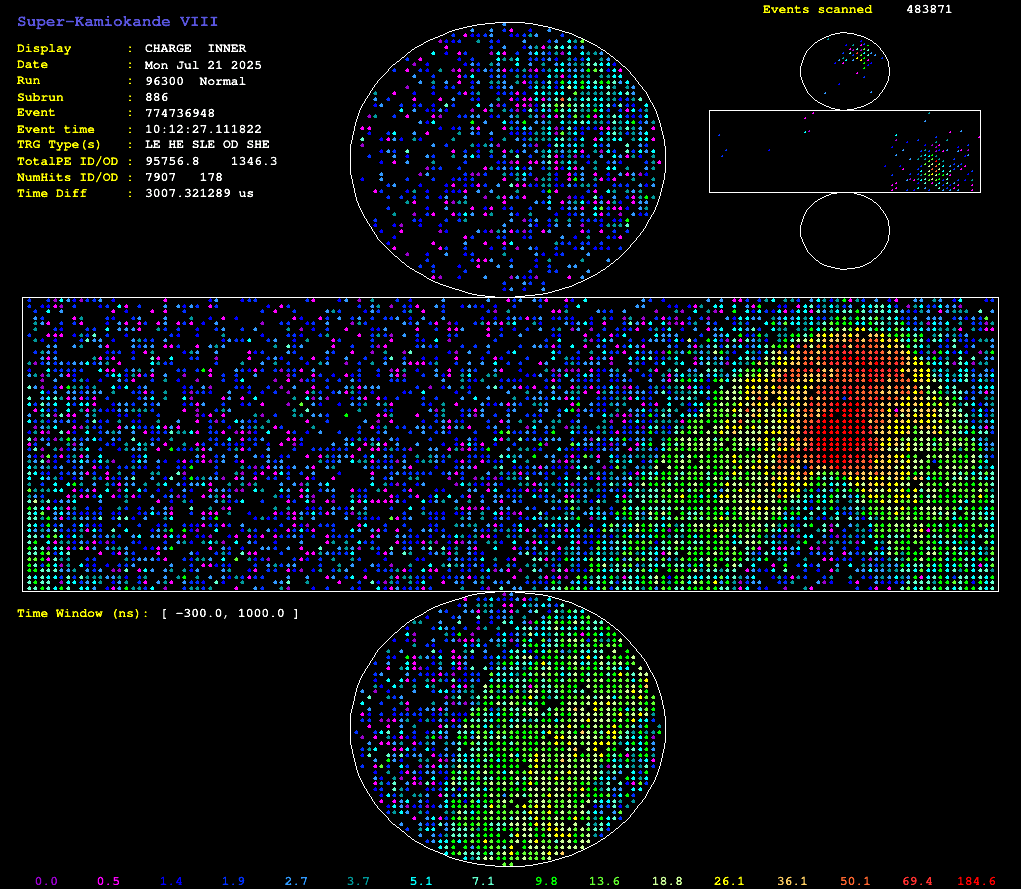 Super-Kamiokande VIII
Events scanned 483871
Display : CHARGE INNER
Date : Mon Jul 21 2025
Run : 96300 Normal
Subrun : 886
Event : 774736948
Event time : 10:12:27.111822
TRG Type(s) : LE HE SLE OD SHE
TotalPE ID/OD : 95756.8 1346.3
NumHits ID/OD : 7907 178
Time Diff : 3007.321289 us
Time Window (ns): [ -300.0, 1000.0 ]
0.0 0.5 1.4 1.9 2.7 3.7 5.1 7.1 9.8 13.6 18.8 26.1 36.1 50.1 69.4 184.6